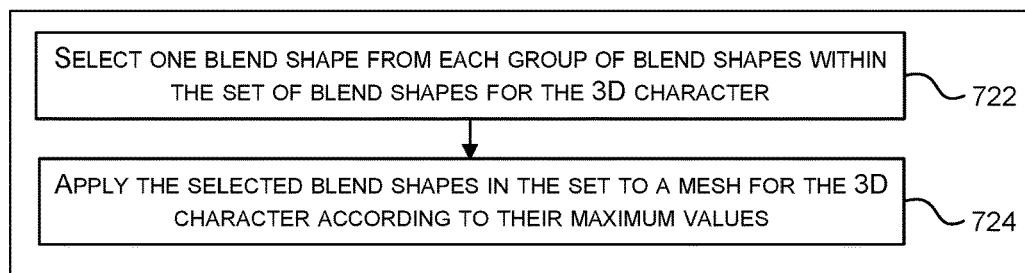 SELECT ONE BLEND SHAPE FROM EACH GROUP OF BLEND SHAPES WITHIN
THE SET OF BLEND SHAPES FOR THE 3D CHARACTER
722
APPLY THE SELECTED BLEND SHAPES IN THE SET TO A MESH FOR THE 3D
CHARACTER ACCORDING TO THEIR MAXIMUM VALUES
724